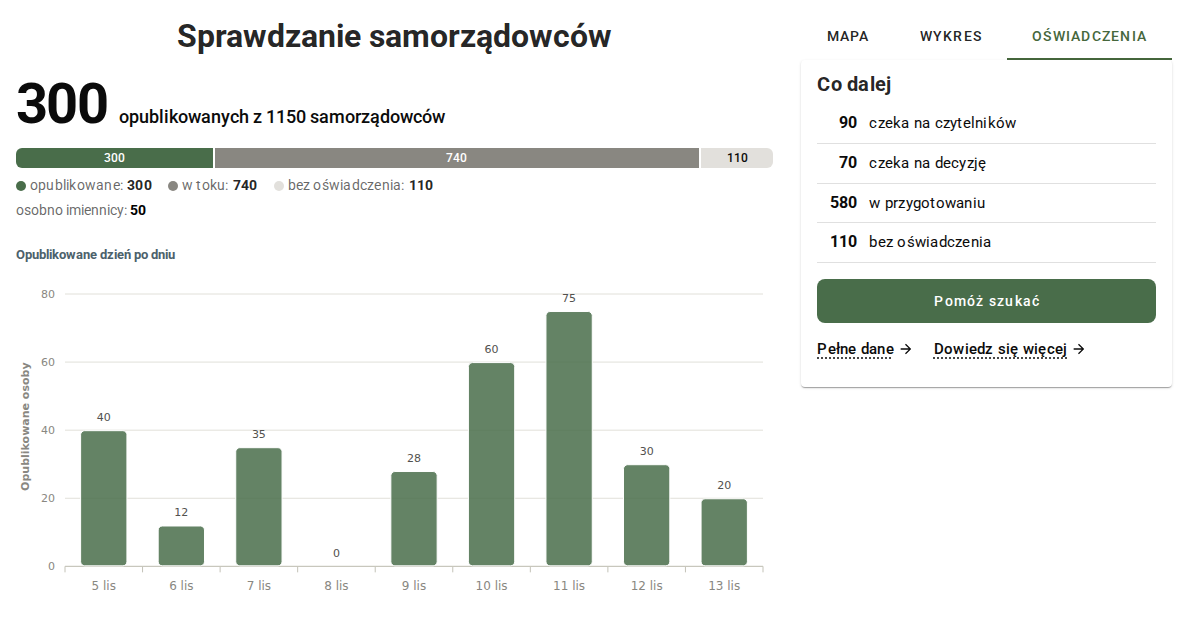 Sprawdzanie samorządowców
300 opublikowanych z 1150 samorządowców
300 740 110
opublikowane: 300 w toku: 740 bez oświadczenia: 110
osobno imiennicy: 50
Opublikowane dzień po dniu
Opublikowane osoby
80
60
40
20
0
40
12
35
0
28
60
75
30
20
5 lis 6 lis 7 lis 8 lis 9 lis 10 lis 11 lis 12 lis 13 lis
MAPA WYKRES OŚWIADCZENIA
Co dalej
90 czeka na czytelników
70 czeka na decyzję
580 w przygotowaniu
110 bez oświadczenia
Pomóż szukać
Pełne dane → Dowiedz się więcej →